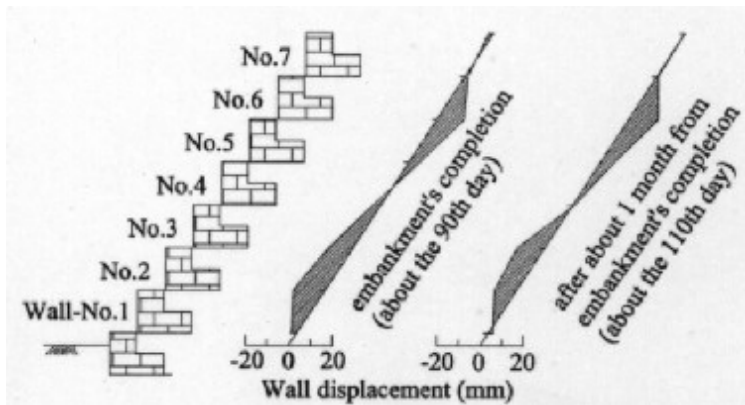 No.7
No.6
No.5
No.4
No.3
No.2
Wall-No.1
embankment's completion
(about the 90th day)
after about 1 month from
embankment's completion
(about the 110th day)
-20 0 20
-20 0 20
Wall displacement (mm)